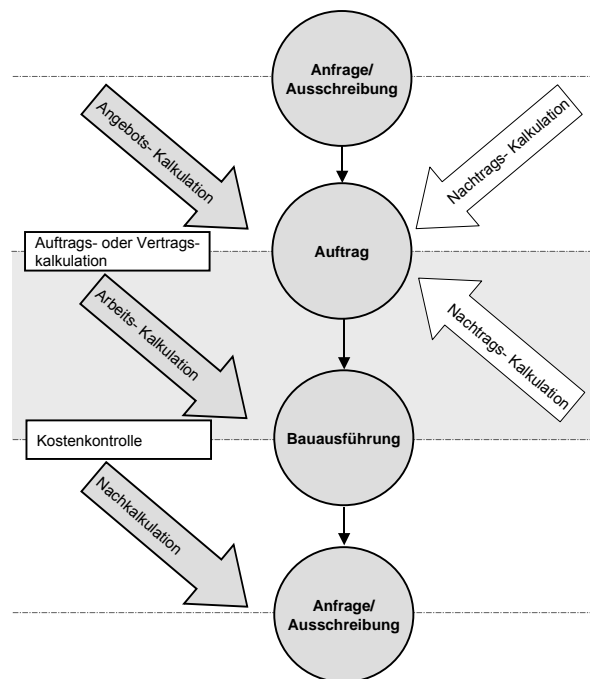 Anfrage/
Ausschreibung
Angebots- Kalkulation
Nachtrags- Kalkulation
Auftrags- oder Vertrags-
kalkulation
Auftrag
Arbeits- Kalkulation
Nachtrags- Kalkulation
Kostenkontrolle
Bauausführung
Nachkalkulation
Anfrage/
Ausschreibung